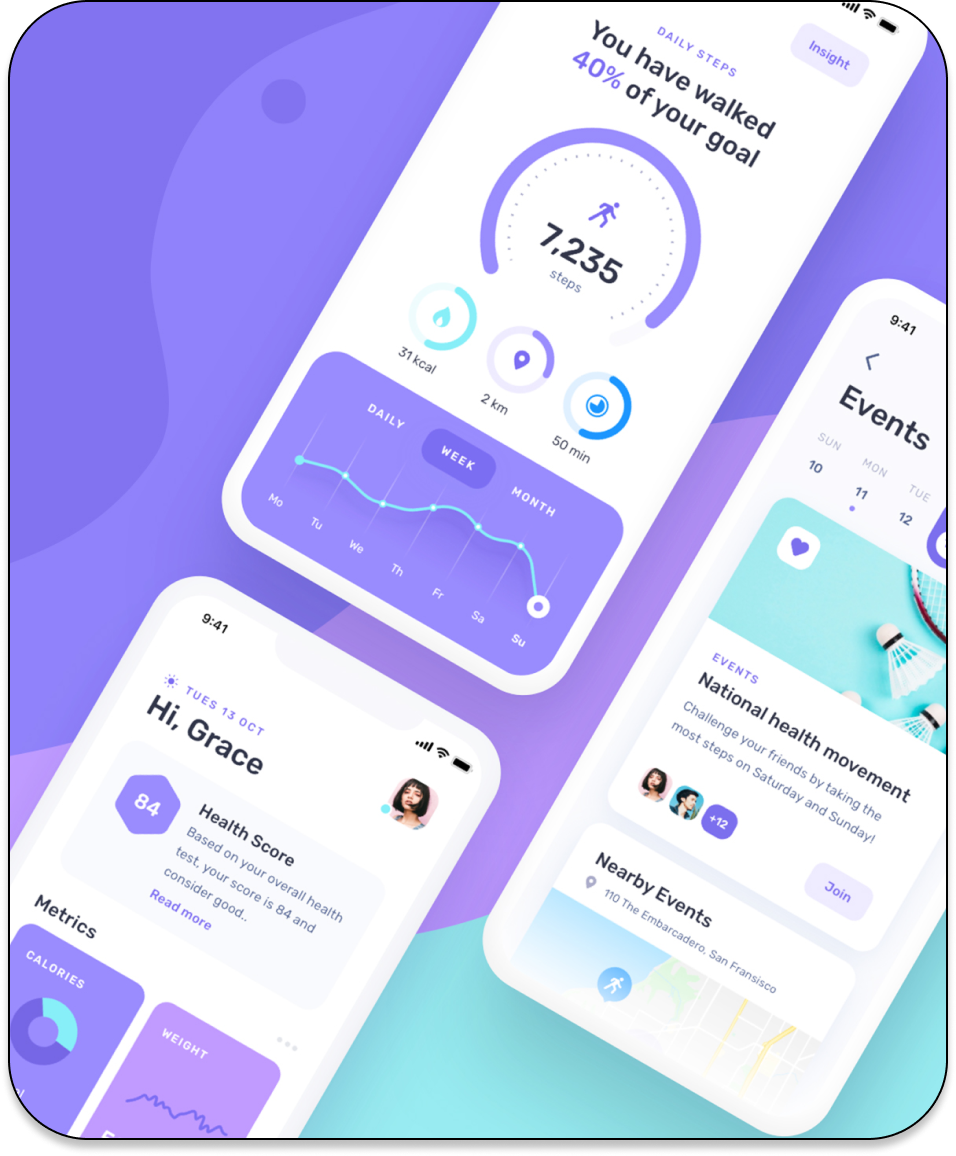 Insight
DAILY STEPS
You have walked
40% of your goal
7,235
steps
31 kcal
2 km
50 min
DAILY
WEEK
MONTH
Mo
Tu
We
Th
Fr
Sa
Su
9:41
Events
SUN
MON
TUE
10
11
12
EVENTS
National health movement
Challenge your friends by taking the
most steps on Saturday and Sunday!
+12
Join
Nearby Events
110 The Embarcadero, San Fransisco
9:41
TUES 13 OCT
Hi, Grace
84
Health Score
Based on your overall health
test, your score is 84 and
consider good..
Read more
Metrics
CALORIES
WEIGHT